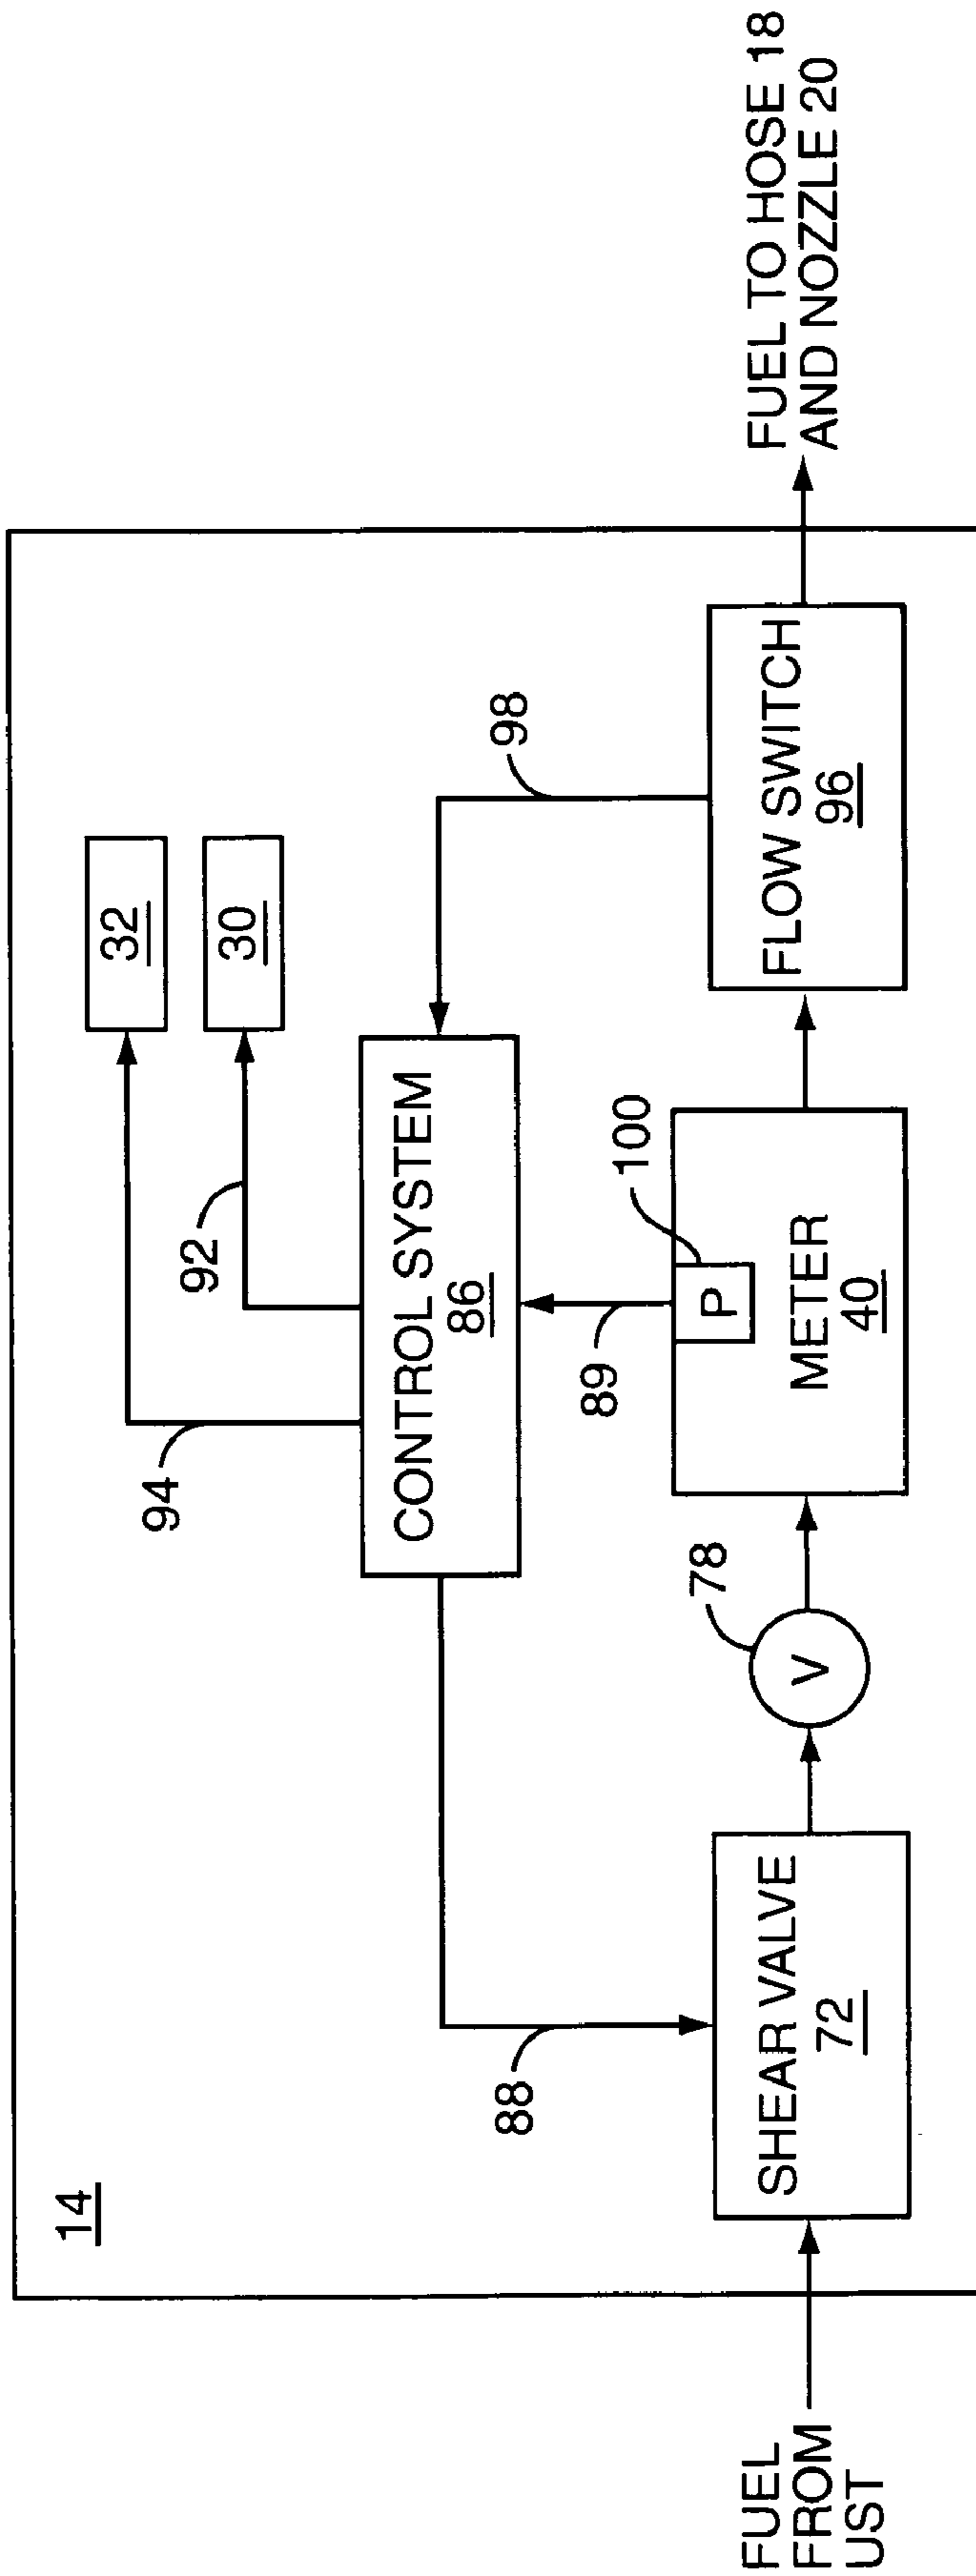 14
32
94
92
30
CONTROL SYSTEM
86
98
88
89
100
78
FUEL
FROM
UST
SHEAR VALVE
72
V
P
METER
40
FLOW SWITCH
96
FUEL TO HOSE 18
AND NOZZLE 20